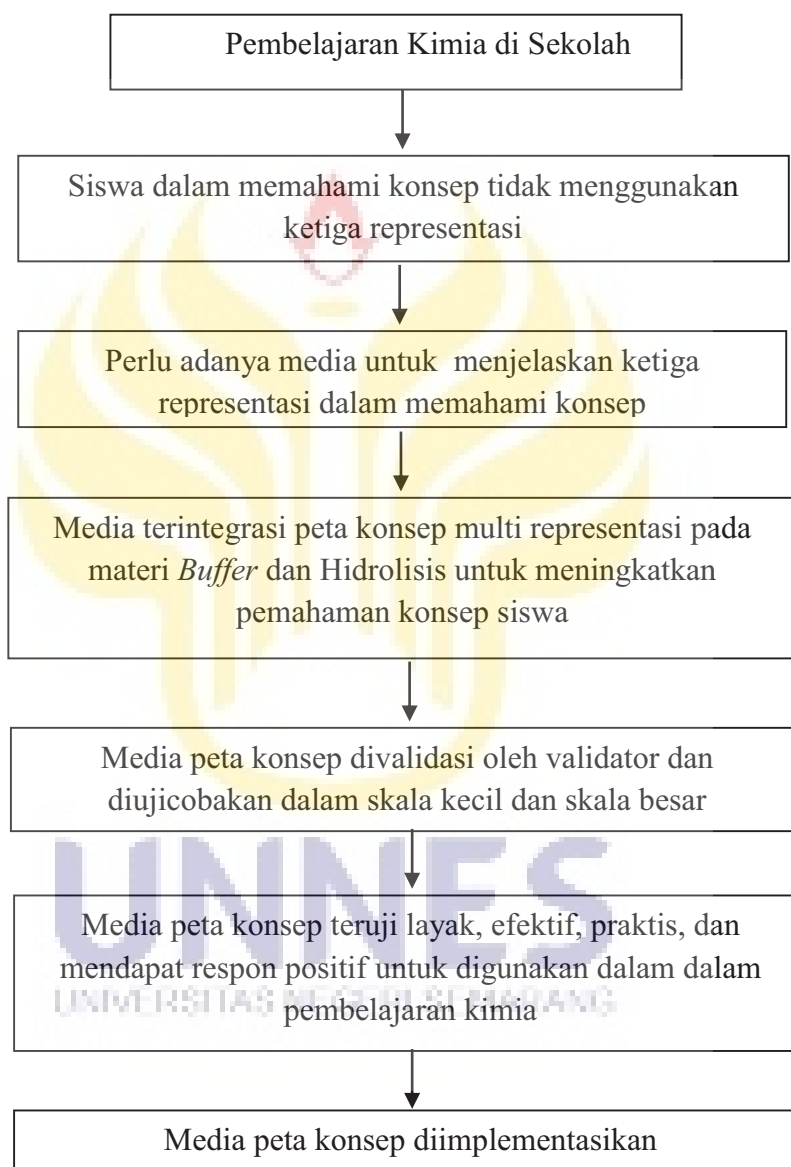 Pembelajaran Kimia di Sekolah
Siswa dalam memahami konsep tidak menggunakan
ketiga representasi
Perlu adanya media untuk menjelaskan ketiga
representasi dalam memahami konsep
Media terintegrasi peta konsep multi representasi pada
materi Buffer dan Hidrolisis untuk meningkatkan
pemahaman konsep siswa
Media peta konsep divalidasi oleh validator dan
diujicobakan dalam skala kecil dan skala besar
UNNES
Media peta konsep teruji layak, efektif, praktis, dan
mendapat respon positif untuk digunakan dalam dalam
UNIVERSITAS NEGERI SEMARANG
pembelajaran kimia
Media peta konsep diimplementasikan